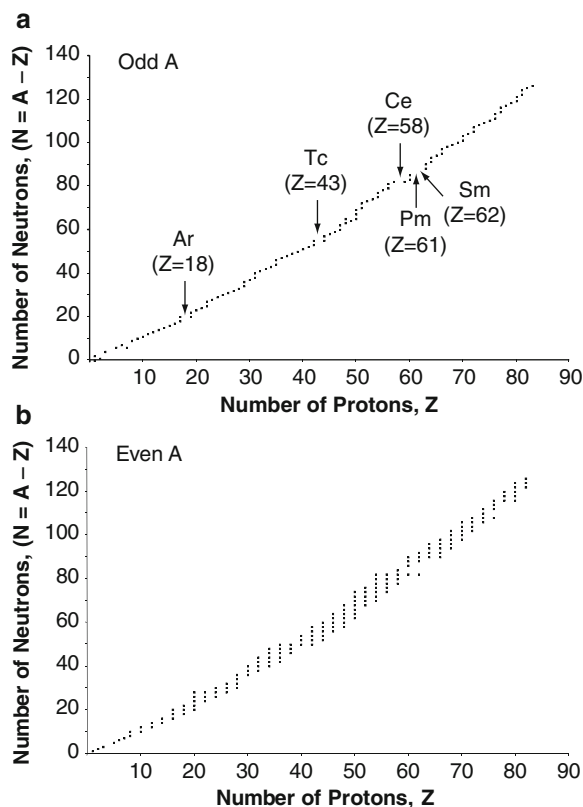 a
Odd A
Number of Neutrons, (N = A – Z)
140
120
100
80
60
40
20
0
Ar
(Z=18)
Tc
(Z=43)
Ce
(Z=58)
Pm
(Z=61)
Sm
(Z=62)
10 20 30 40 50 60 70 80 90
Number of Protons, Z
b
Even A
Number of Neutrons, (N = A – Z)
140
120
100
80
60
40
20
0
10 20 30 40 50 60 70 80 90
Number of Protons, Z